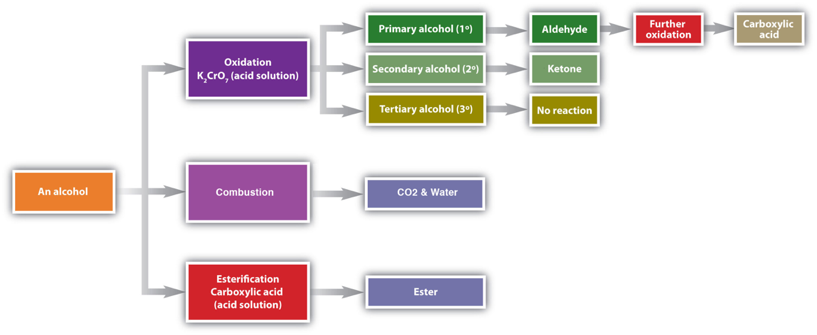 An alcohol
Oxidation
K₂CrO₇ (acid solution)
Primary alcohol (1º)
Aldehyde
Further
oxidation
Carboxylic
acid
Secondary alcohol (2º)
Ketone
Tertiary alcohol (3º)
No reaction
Combustion
CO2 & Water
Esterification
Carboxylic acid
(acid solution)
Ester